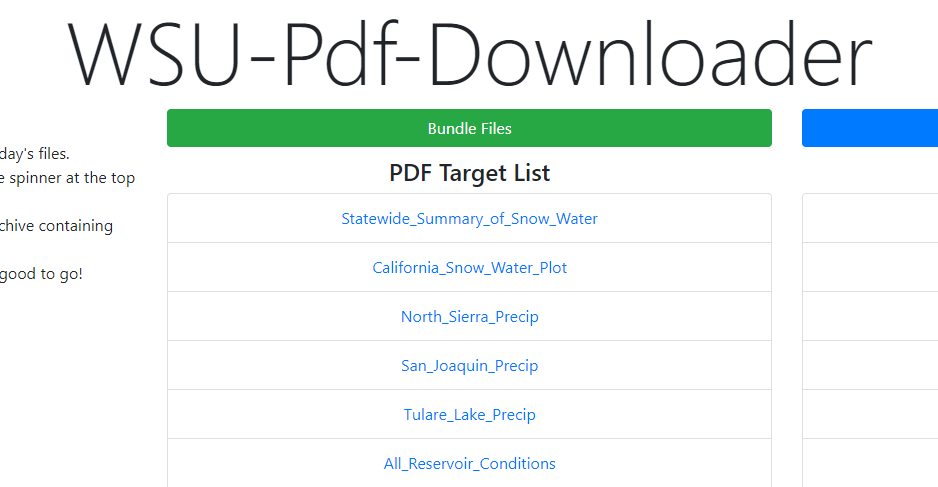 WSU-Pdf-Downloader
day's files.
e spinner at the top
chive containing
good to go!
Bundle Files
PDF Target List
Statewide_Summary_of_Snow_Water
California_Snow_Water_Plot
North_Sierra_Precip
San_Joaquin_Precip
Tulare_Lake_Precip
All_Reservoir_Conditions